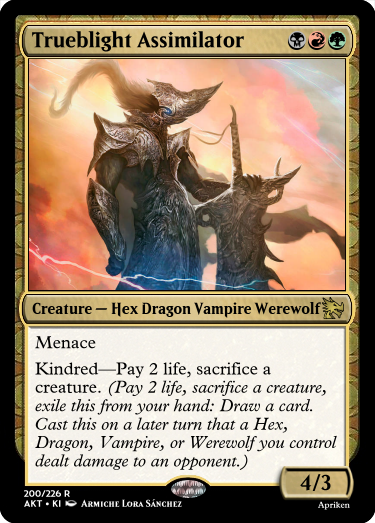 Trueblight Assimilator
Creature — Hex Dragon Vampire Werewolf
Menace
Kindred—Pay 2 life, sacrifice a
creature. (Pay 2 life, sacrifice a creature,
exile this from your hand: Draw a card.
Cast this on a later turn that a Hex,
Dragon, Vampire, or Werewolf you control
dealt damage to an opponent.)
4/3
200/226 R
AKT • KI Armiche Lora Sánchez
Apriken